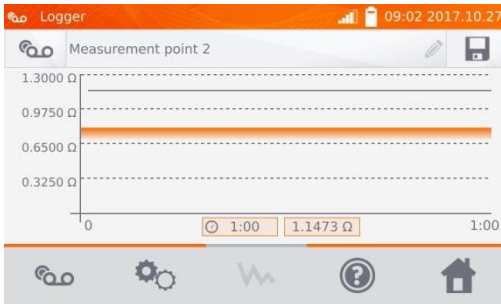 Logger 09:02 2017.10.27
Measurement point 2
1.3000 Ω
0.9750 Ω
0.6500 Ω
0.3250 Ω
0 1:00 1.1473 Ω 1:00
?